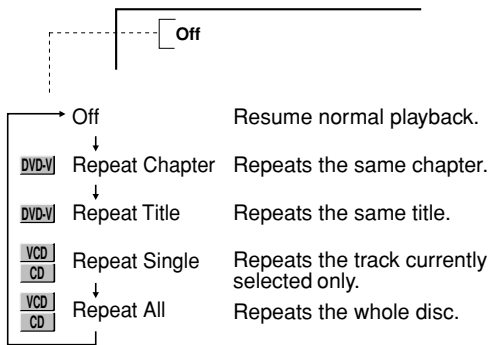 Off
Off Resume normal playback.
DVD-V Repeat Chapter Repeats the same chapter.
DVD-V Repeat Title Repeats the same title.
VCD
CD
Repeat Single Repeats the track currently
selected only.
VCD
CD
Repeat All Repeats the whole disc.